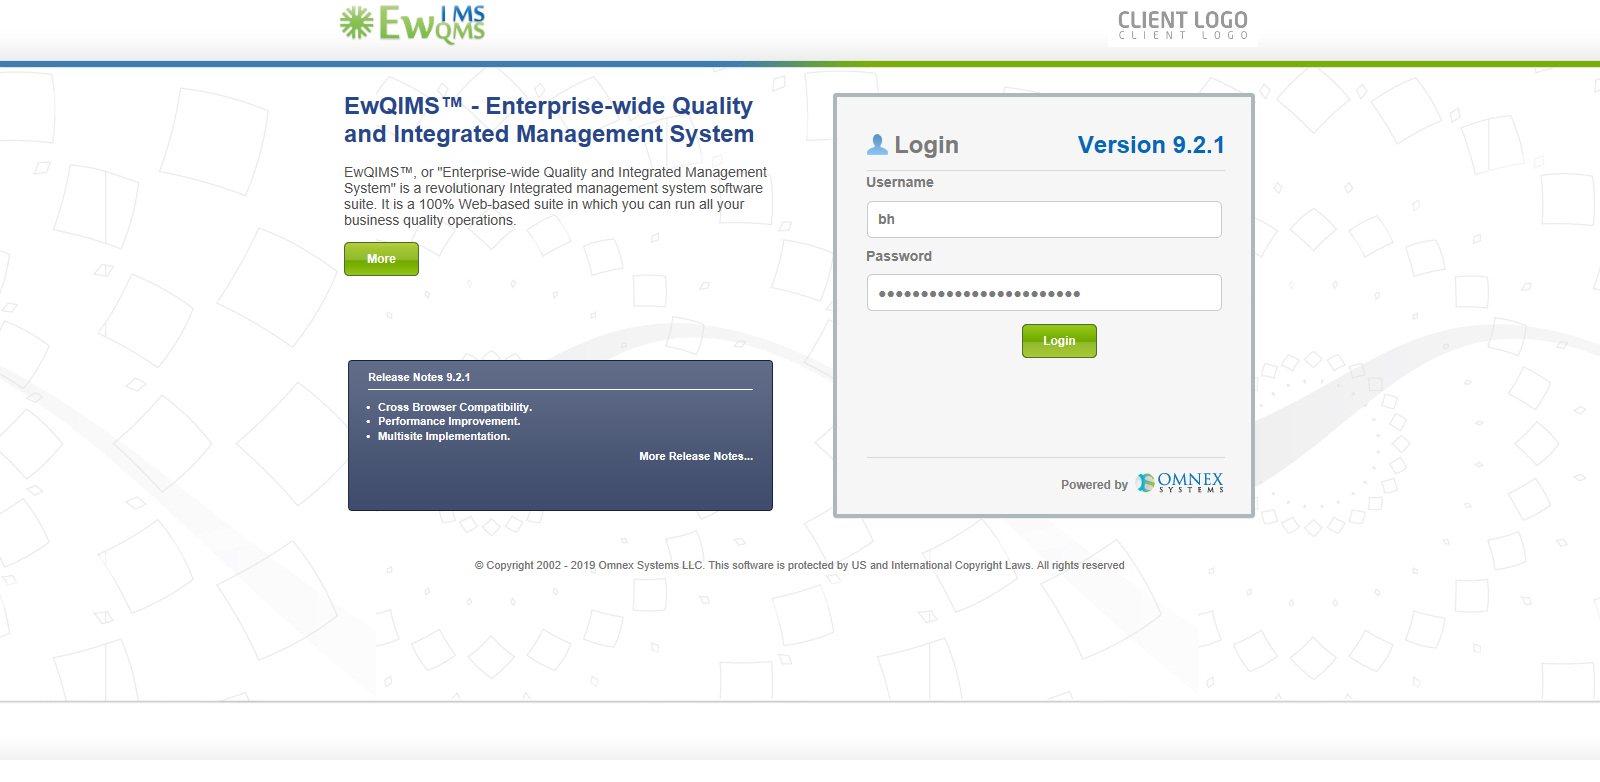 EwIMS
QMS
CLIENT LOGO
CLIENT LOGO
EwQIMS™ - Enterprise-wide Quality
and Integrated Management System
EwQIMS™, or "Enterprise-wide Quality and Integrated Management
System" is a revolutionary Integrated management system software
suite. It is a 100% Web-based suite in which you can run all your
business quality operations.
More
Release Notes 9.2.1
• Cross Browser Compatibility.
• Performance Improvement.
• Multisite Implementation.
More Release Notes...
Login
Version 9.2.1
Username
bh
Password
Login
Powered by OMNEX
SYSTEMS
© Copyright 2002 - 2019 Omnex Systems LLC. This software is protected by US and International Copyright Laws. All rights reserved